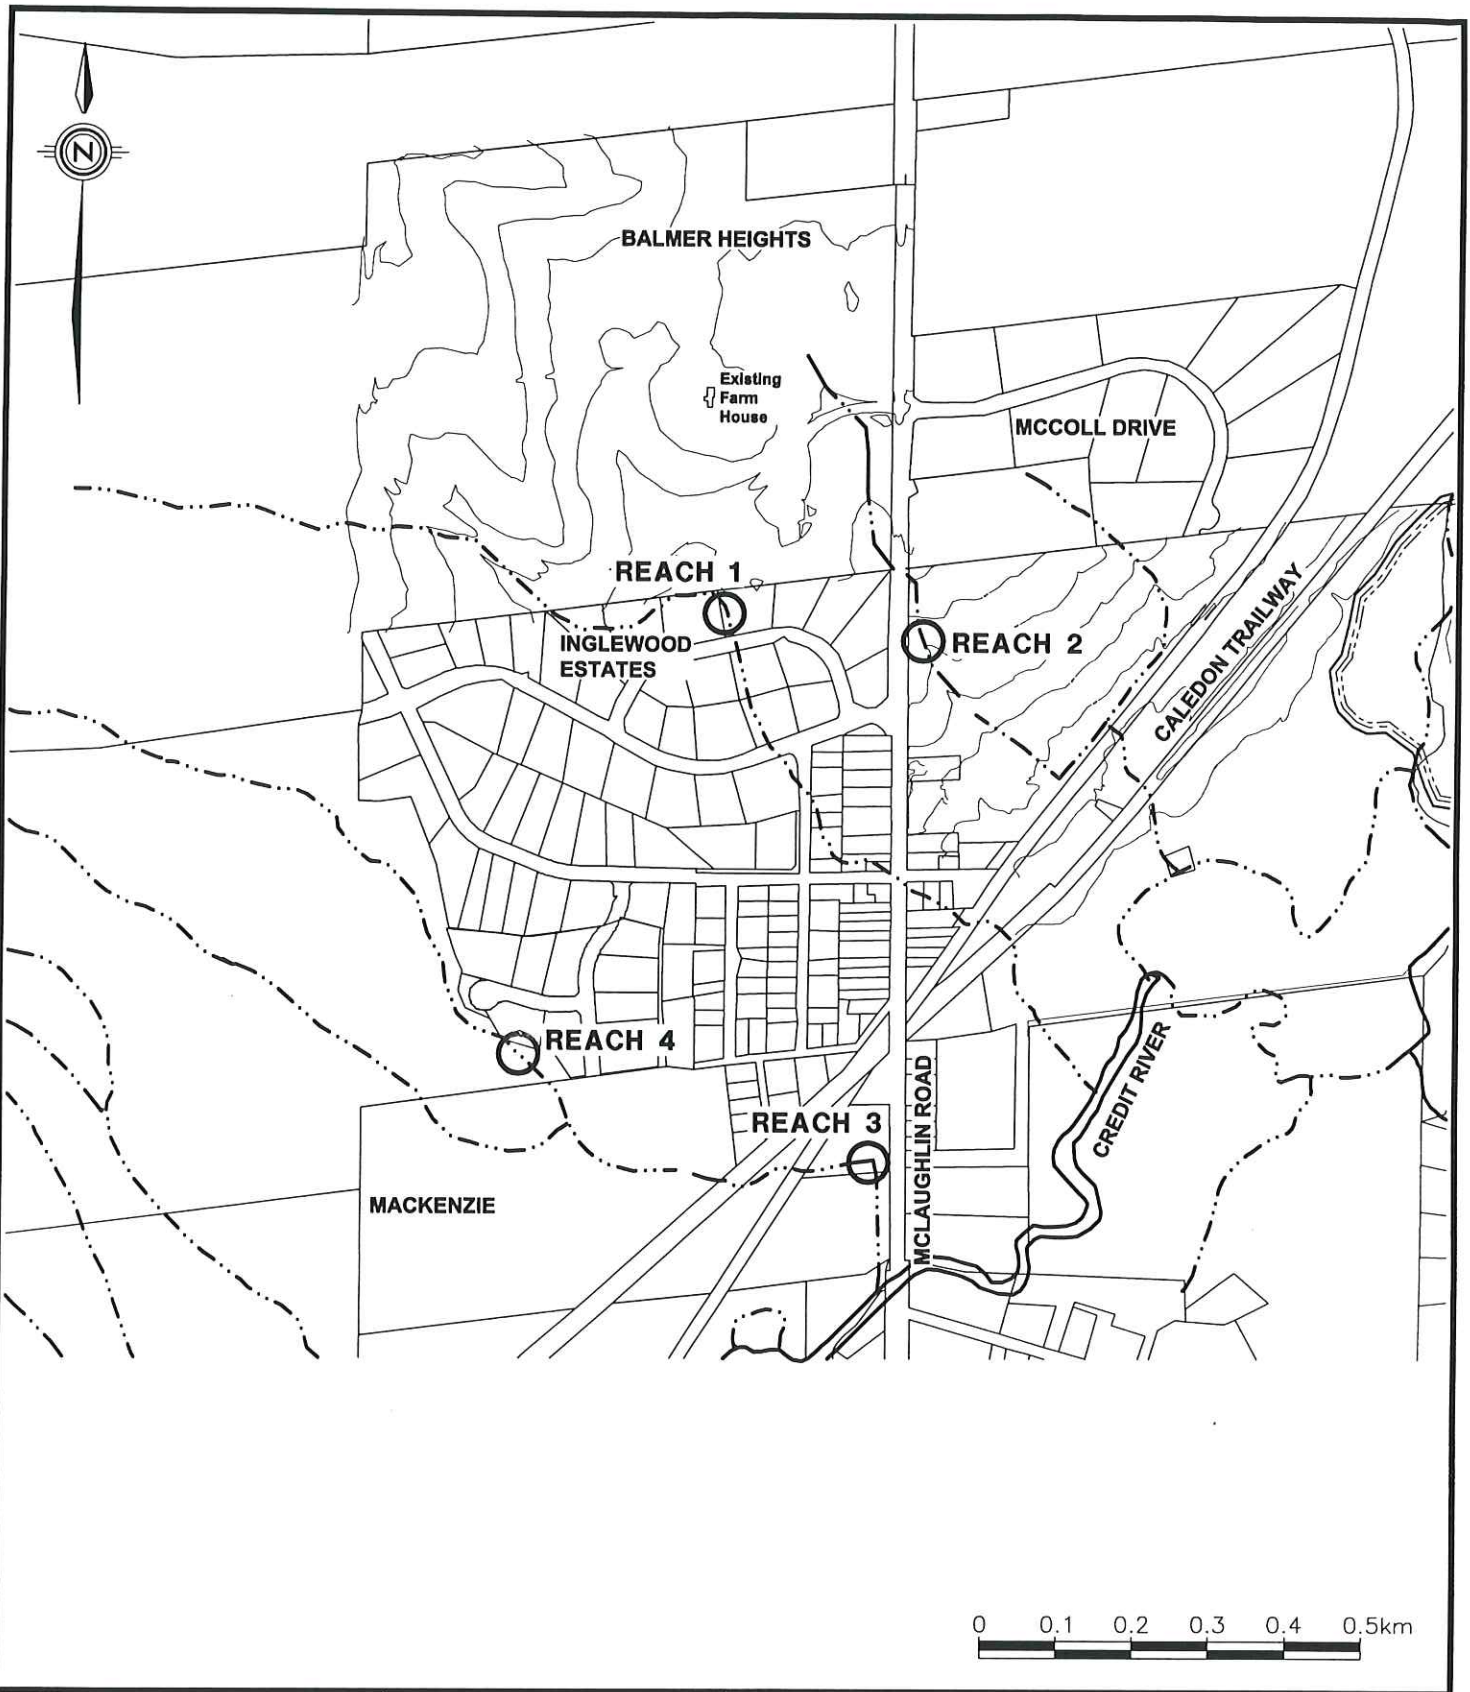 N
BALMER HEIGHTS
Existing
Farm
House
MCCOLL DRIVE
REACH 1
INGLEWOOD
ESTATES
REACH 2
CALEDON TRAILWAY
REACH 4
REACH 3
MCLAUGHLIN ROAD
CREDIT RIVER
MACKENZIE
0 0.1 0.2 0.3 0.4 0.5km